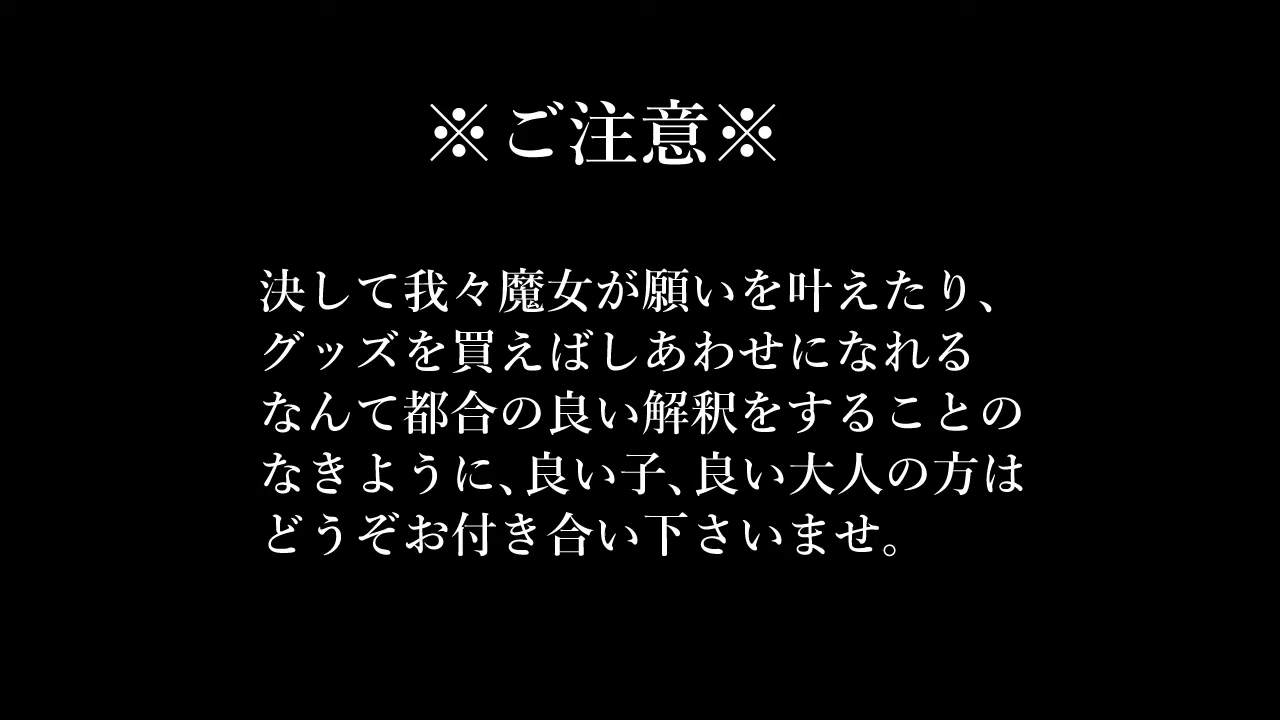 ※ご注意※
決して我々魔女が願いを叶えたり、
グッズを買えばしあわせになれる
なんて都合の良い解釈をすることの
なきように、良い子、良い大人の方は
どうぞお付き合い下さいませ。